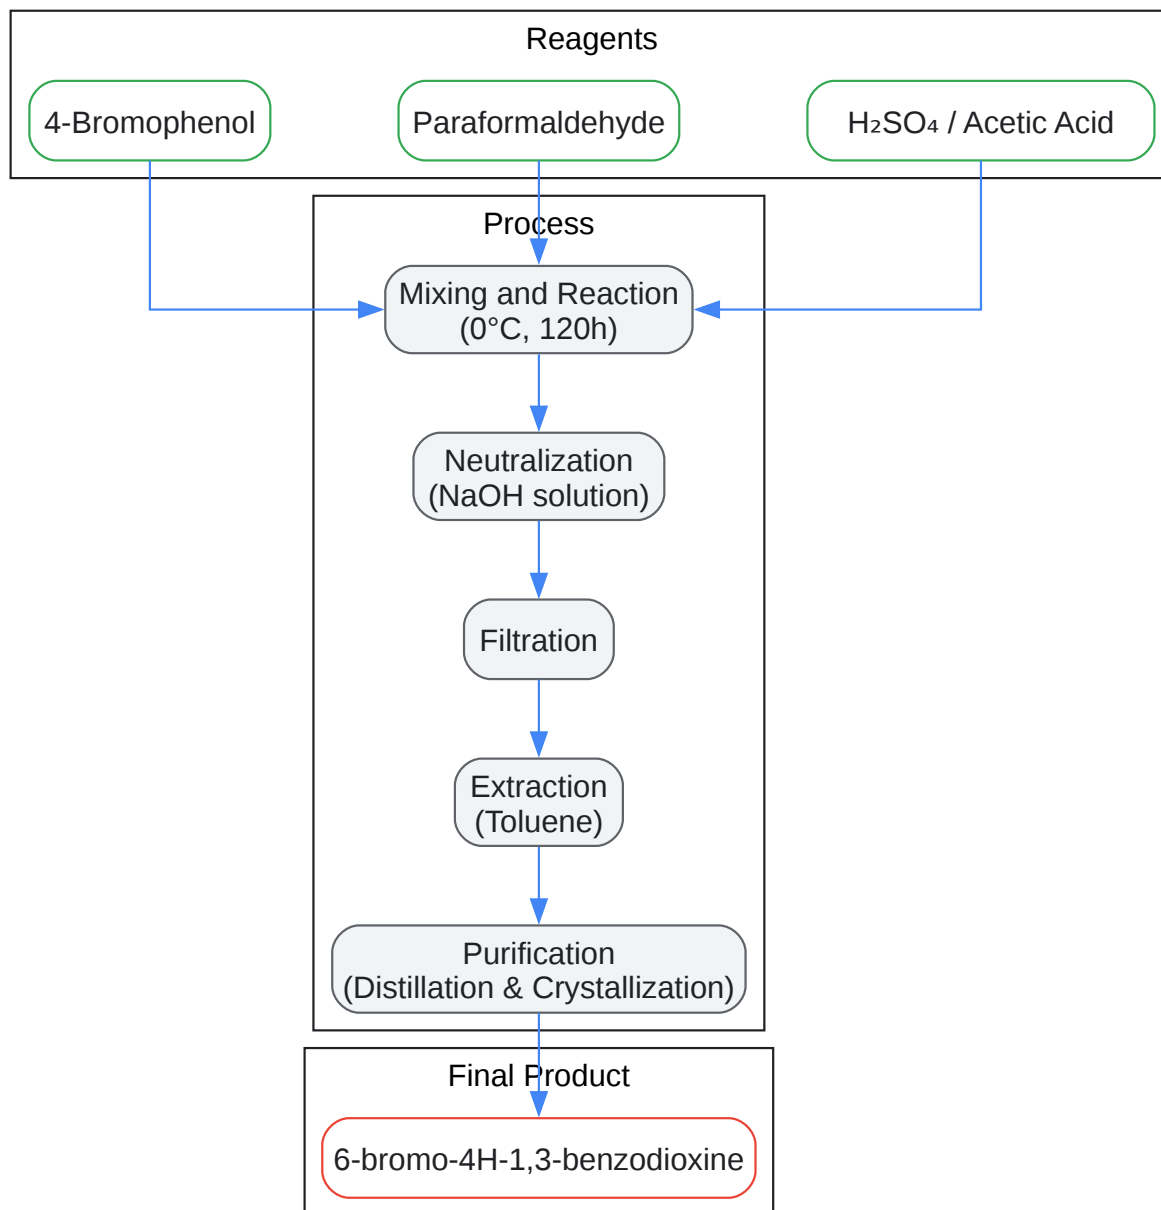 Reagents
4-Bromophenol
Paraformaldehyde
H₂SO₄ / Acetic Acid
Process
Mixing and Reaction
(0°C, 120h)
Neutralization
(NaOH solution)
Filtration
Extraction
(Toluene)
Purification
(Distillation & Crystallization)
Final Product
6-bromo-4H-1,3-benzodioxine